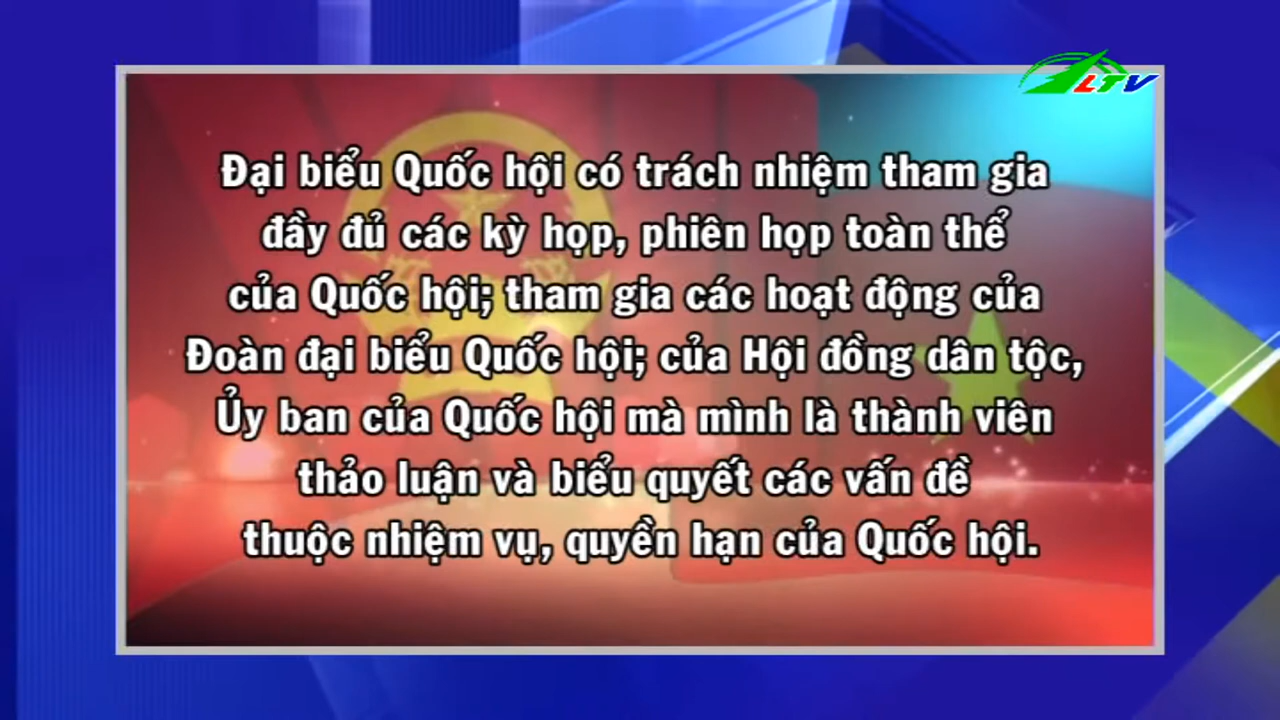 LTV
Đại biểu Quốc hội có trách nhiệm tham gia
đầy đủ các kỳ họp, phiên họp toàn thể
của Quốc hội; tham gia các hoạt động của
Đoàn đại biểu Quốc hội; của Hội đồng dân tộc,
Ủy ban của Quốc hội mà mình là thành viên
thảo luận và biểu quyết các vấn đề
thuộc nhiệm vụ, quyền hạn của Quốc hội.